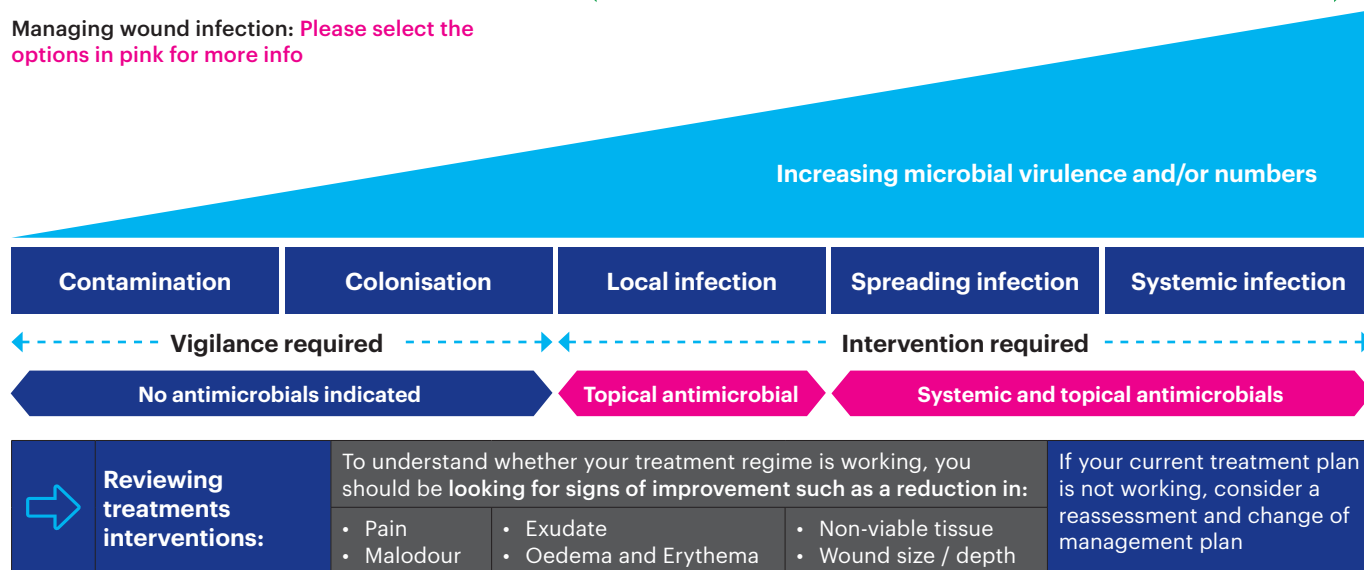 Managing wound infection: Please select the
options in pink for more info
Increasing microbial virulence and/or numbers
Contamination
Colonisation
Local infection
Spreading infection
Systemic infection
Vigilance required
Intervention required
No antimicrobials indicated
Topical antimicrobial
Systemic and topical antimicrobials
Reviewing
treatments
interventions:
To understand whether your treatment regime is working, you
should be looking for signs of improvement such as a reduction in:
• Pain
• Malodour
• Exudate
• Oedema and Erythema
• Non-viable tissue
• Wound size / depth
If your current treatment plan
is not working, consider a
reassessment and change of
management plan